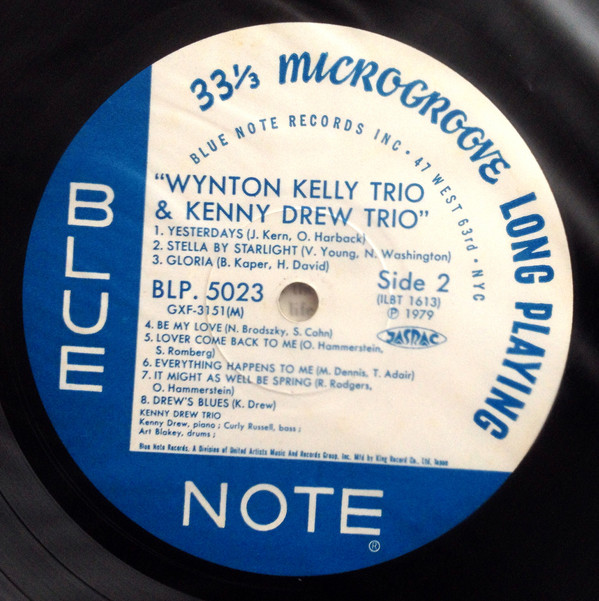 33⅓ MICROGROOVE LONG PLAYING
BLUE NOTE RECORDS INC • 47 WEST 63rd • NYC
"WYNTON KELLY TRIO
& KENNY DREW TRIO"
1. YESTERDAYS (J. Kern, O. Harback)
2. STELLA BY STARLIGHT (V. Young, N. Washington)
3. GLORIA (B. Kaper, H. David)
BLP. 5023
GXF-3151(M)
Side 2
(ILBT 1613)
Ⓟ 1979
JASRAC
4. BE MY LOVE (N. Brodszky, S. Cahn)
5. LOVER COME BACK TO ME (O. Hammerstein,
S. Romberg)
6. EVERYTHING HAPPENS TO ME (M. Dennis, T. Adair)
7. IT MIGHT AS WELL BE SPRING (R. Rodgers,
O. Hammerstein)
8. DREW'S BLUES (K. Drew)
KENNY DREW TRIO
Kenny Drew, piano ; Curly Russell, bass ;
Art Blakey, drums ;
Blue Note Records, A Division of United Artists Music And Records Group, Inc. Mfd by King Record Co., Ltd. Japan
BLUE
NOTE ®